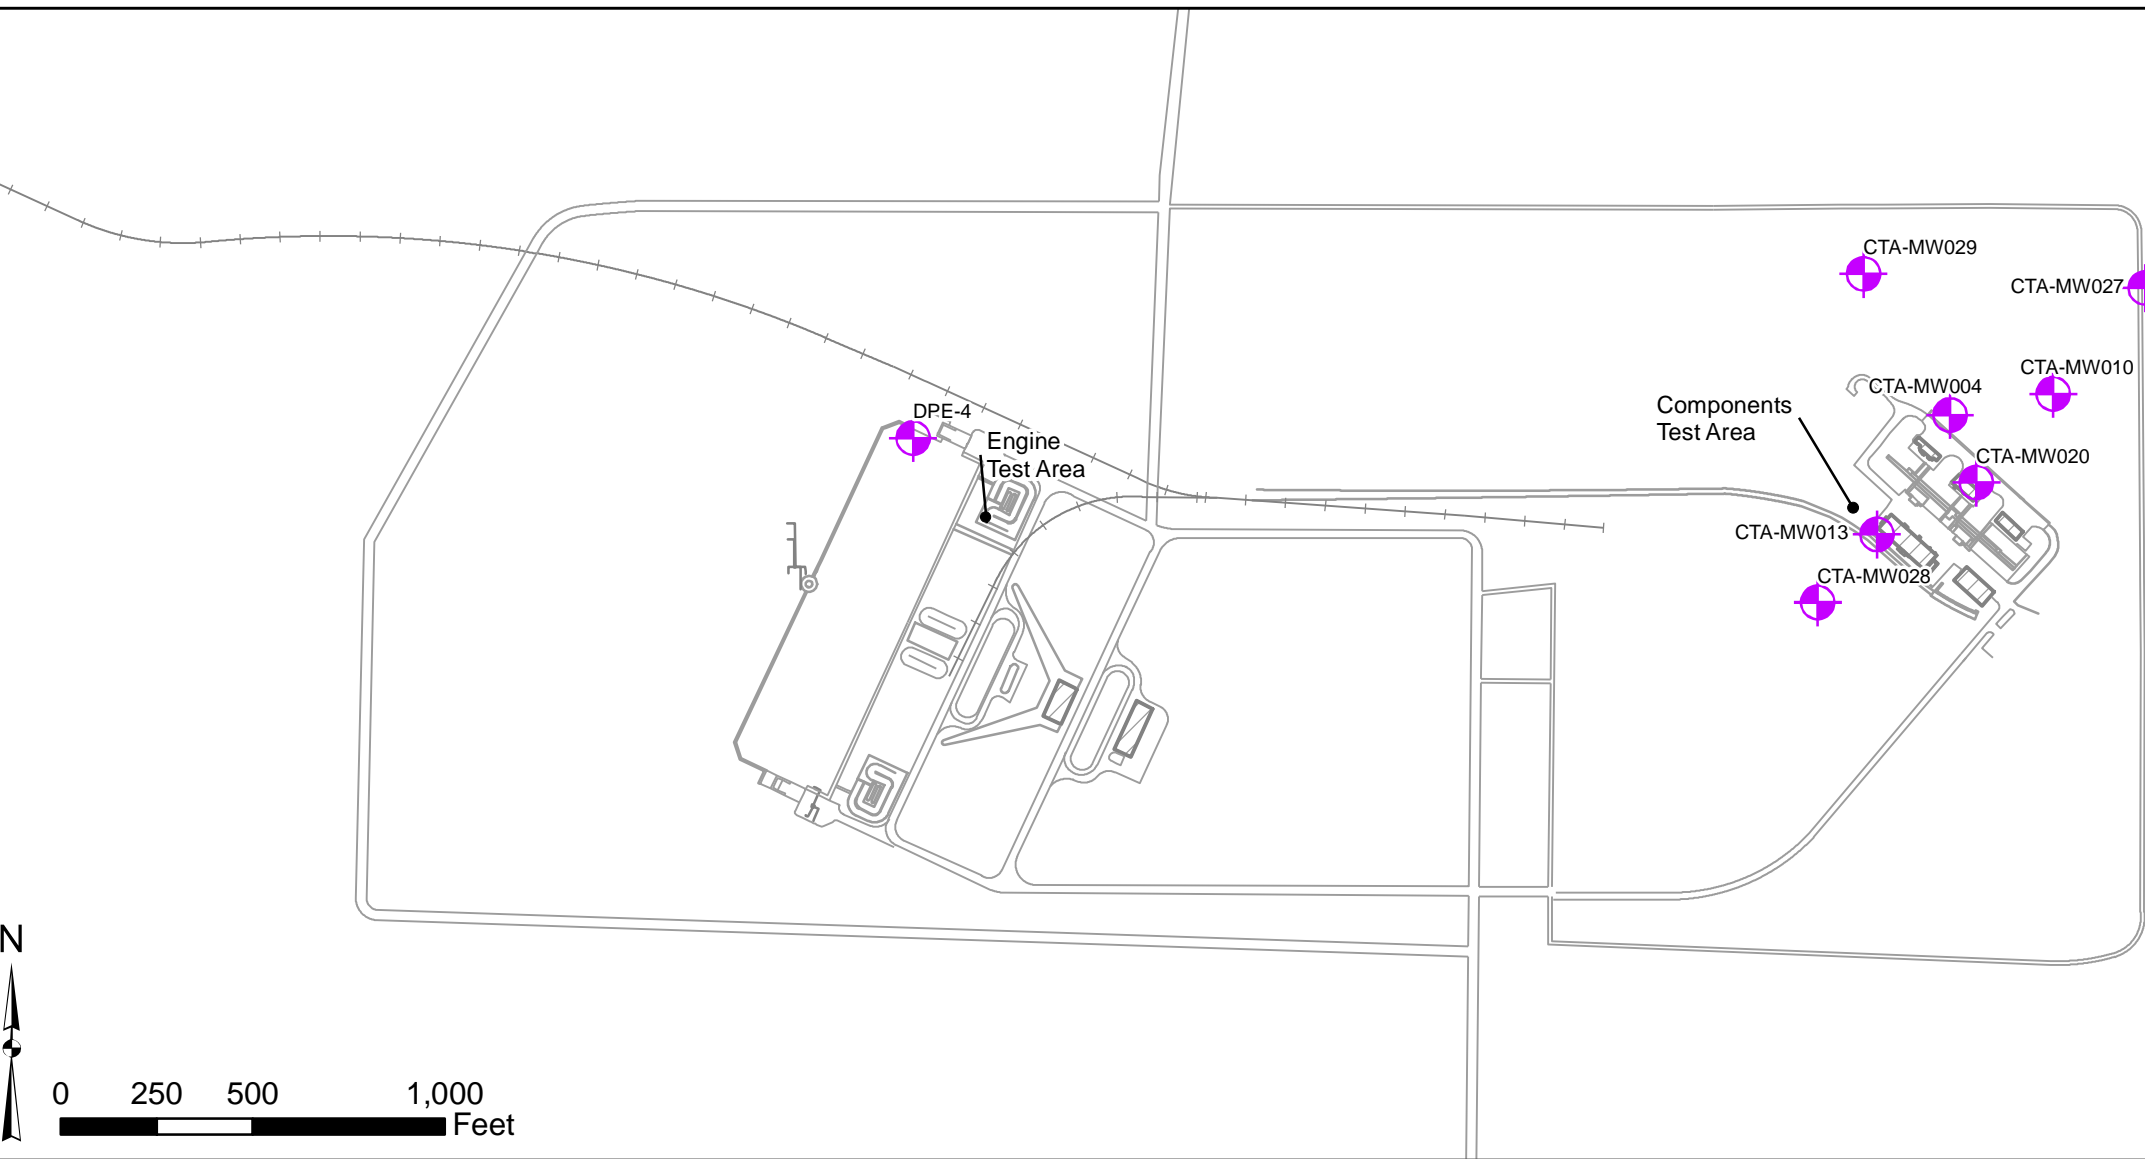 CTA-MW029
CTA-MW027
CTA-MW010
CTA-MW004
Components
Test Area
DPE-4
Engine
Test Area
CTA-MW020
CTA-MW013
CTA-MW028
N
0 250 500 1,000
Feet